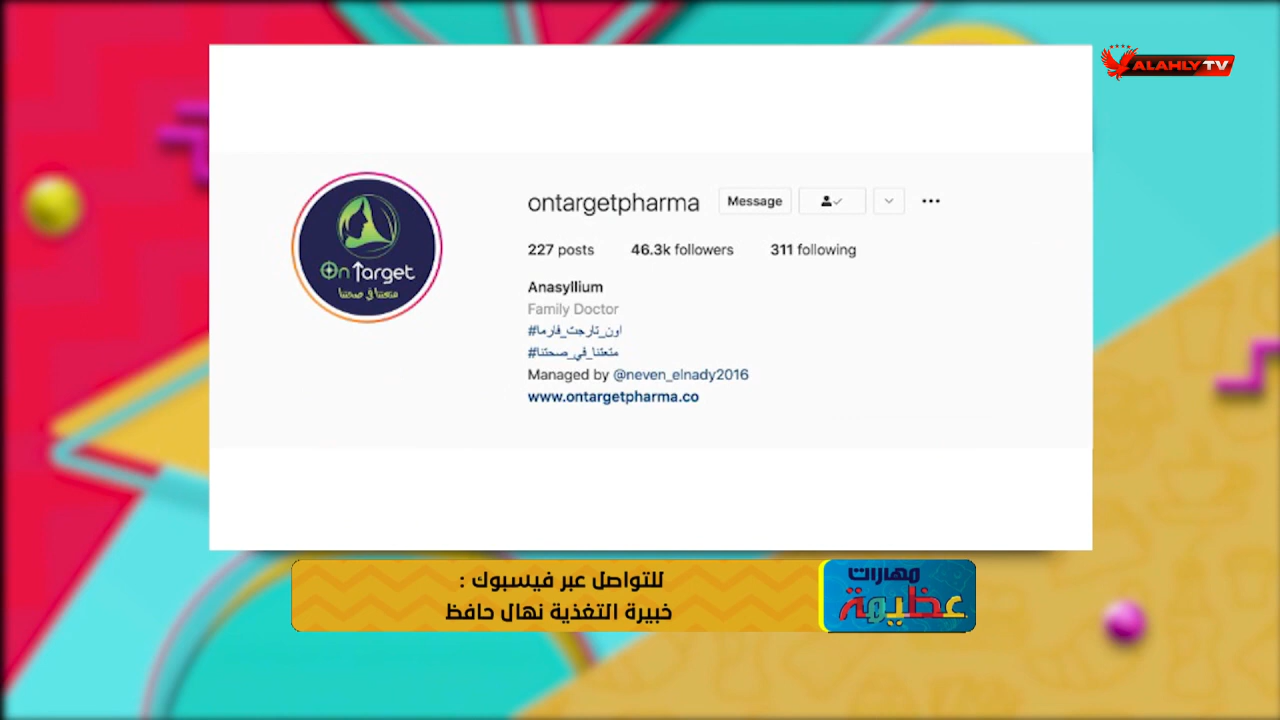 ALAHLY TV
ontargetpharma
Message
227 posts 46.3k followers 311 following
On Target
متعتنا في صحتنا
Anasyllium
Family Doctor
#اون_تارجت_فارما
#متعتنا_في_صحتنا
Managed by @neven_elnady2016
www.ontargetpharma.co
مهارات
عظيمة
للتواصل عبر فيسبوك :
خبيرة التغذية نهال حافظ